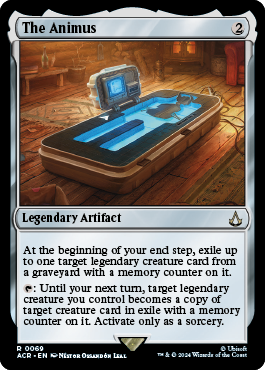 The Animus 2
Legendary Artifact
At the beginning of your end step, exile up
to one target legendary creature card from
a graveyard with a memory counter on it.
: Until your next turn, target legendary
creature you control becomes a copy of
target creature card in exile with a memory
counter on it. Activate only as a sorcery.
R 0069
ACR • EN Néstor Ossandón Leal
© Ubisoft
™ & © 2024 Wizards of the Coast